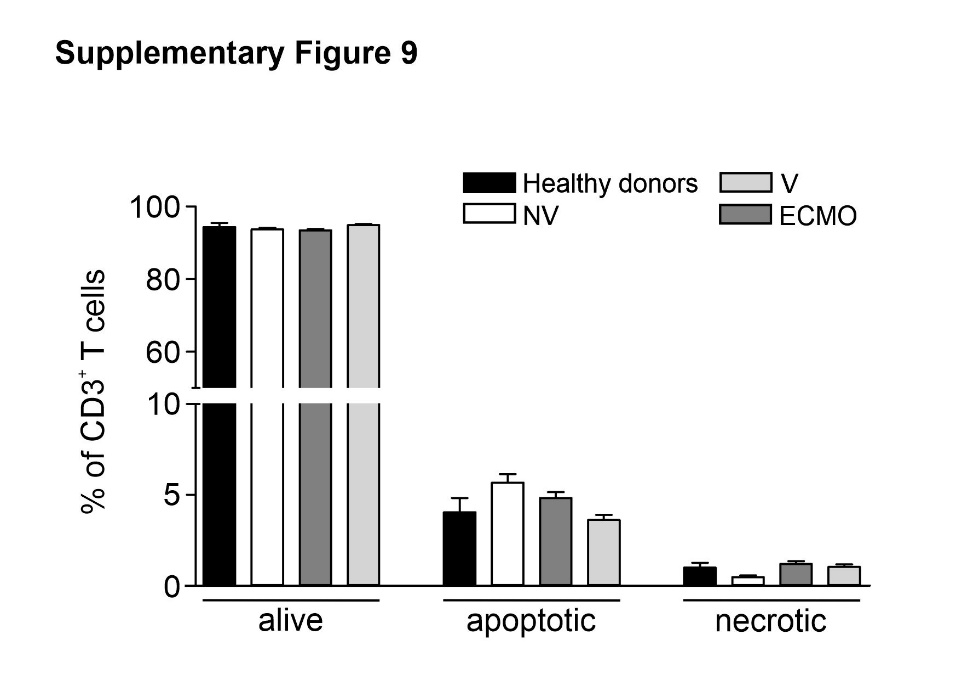 Supplementary Figure 9
Healthy donors
V
NV
ECMO
% of CD3⁺ T cells
100
80
60
10
5
0
alive
apoptotic
necrotic